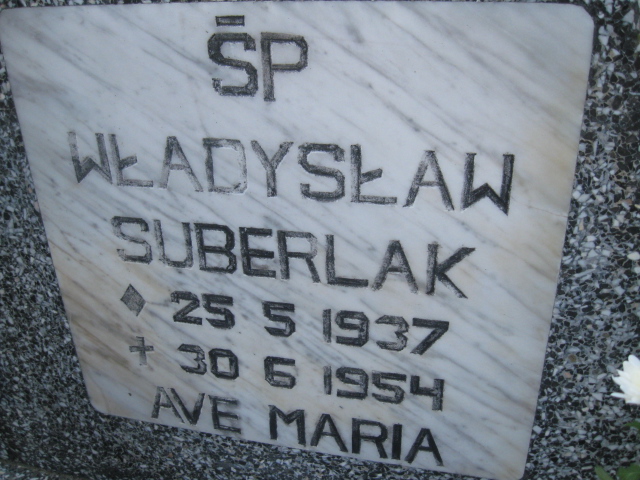 ŚP
WŁADYSŁAW
SUBERLAK
♦ 25 5 1937
+ 30 6 1954
AVE MARIA